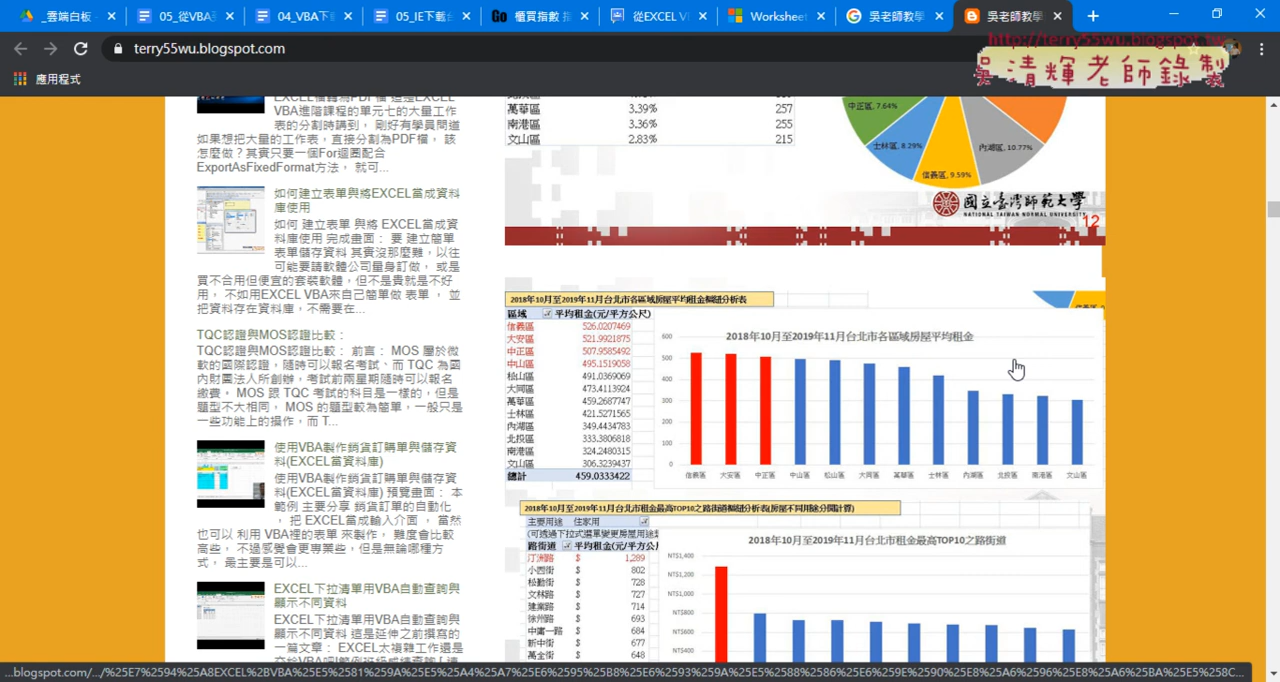 _雲端白板 -
05_從VBA
04_VBA下
05_IE下載台
櫃買指數 指
從EXCEL V
Workshee
吳老師教學
吳老師教學
terry55wu.blogspot.com
http://terry55wu.blogspot.tw
吳清輝老師錄製
應用程式
EXCEL檔轉為PDF檔 這是EXCEL
VBA進階課程的單元七的大量工作
表的分割時講到， 剛好有學員問道
如果想把大量的工作表，直接分割為PDF檔， 該
怎麼做？其實只要一個For迴圈配合
ExportAsFixedFormat方法， 就可...
如何建立表單與將EXCEL當成資料
庫使用
如何 建立表單 與將 EXCEL當成資
料庫使用 完成畫面： 要 建立簡單
表單儲存資料 其實沒那麼難，以往
可能要請軟體公司量身訂做， 或是
買不合用但便宜的套裝軟體，但不是貴就是不好
用， 不如用EXCEL VBA來自己簡單做 表單 ， 並
把資料存在資料庫，不需要在...
TQC認證與MOS認證比較：
TQC認證與MOS認證比較： 前言： MOS 屬於微
軟的國際認證，隨時可以報名考試、而 TQC 為國
內財團法人所創辦，考試前兩星期隨時可以報名
繳費， MOS 跟 TQC 考試的科目是一樣的，但是
題型不大相同， MOS 的題型較為簡單，一般只是
一些功能上的操作，而 T...
使用VBA製作銷貨訂購單與儲存資
料(EXCEL當資料庫)
使用VBA製作銷貨訂購單與儲存資
料(EXCEL當資料庫) 預覽畫面： 本
範例 主要分享 銷貨訂單的自動化
， 把 EXCEL當成輸入介面 ， 當然
也可以 利用 VBA裡的表單 來製作， 難度會比較
高些， 不過感覺會更專業些，但是無論哪種方
式， 最主要是可以...
EXCEL下拉清單用VBA自動查詢與
顯示不同資料
EXCEL下拉清單用VBA自動查詢與
顯示不同資料 這是延伸之前撰寫的
一篇文章： EXCEL太複雜工作還是
萬華區 3.39% 257
南港區 3.36% 255
文山區 2.83% 215
中正區, 7.64%
士林區, 8.29%
信義區, 9.59%
內湖區, 10.77%
國立臺灣師範大學
NATIONAL TAIWAN NORMAL UNIVERSITY
12
2018年10月至2019年11月台北市各區域房屋平均租金樞紐分析表
區域 平均租金(元/平方公尺)
信義區 526.0207469
大安區 521.9921875
中正區 507.9585492
中山區 495.1519058
松山區 491.0369069
大同區 473.4113924
萬華區 459.2687747
士林區 421.5271565
內湖區 349.4434783
北投區 333.3806818
南港區 324.2480315
文山區 306.3239437
總計 459.0333422
2018年10月至2019年11月台北市各區域房屋平均租金
600
500
400
300
200
100
0
信義區 大安區 中正區 中山區 松山區 大同區 萬華區 士林區 內湖區 北投區 南港區 文山區
2018年10月至2019年11月台北市租金最高TOP10之路街道樞紐分析表(房屋不同用途分開計算)
主要用途 住家用
(可透過下拉式選單變更房屋用途
路街道 平均租金(元/平方公
汀洲路 $ 1,289
小西街 $ 802
松勤街 $ 728
文林路 $ 727
建業路 $ 714
徐州路 $ 693
中華一路 $ 684
新中街 $ 677
萬全街 $ 648
2018年10月至2019年11月台北市租金最高TOP10之路街道
NT$1,400
NT$1,200
NT$1,000
NT$800
NT$600
NT$400